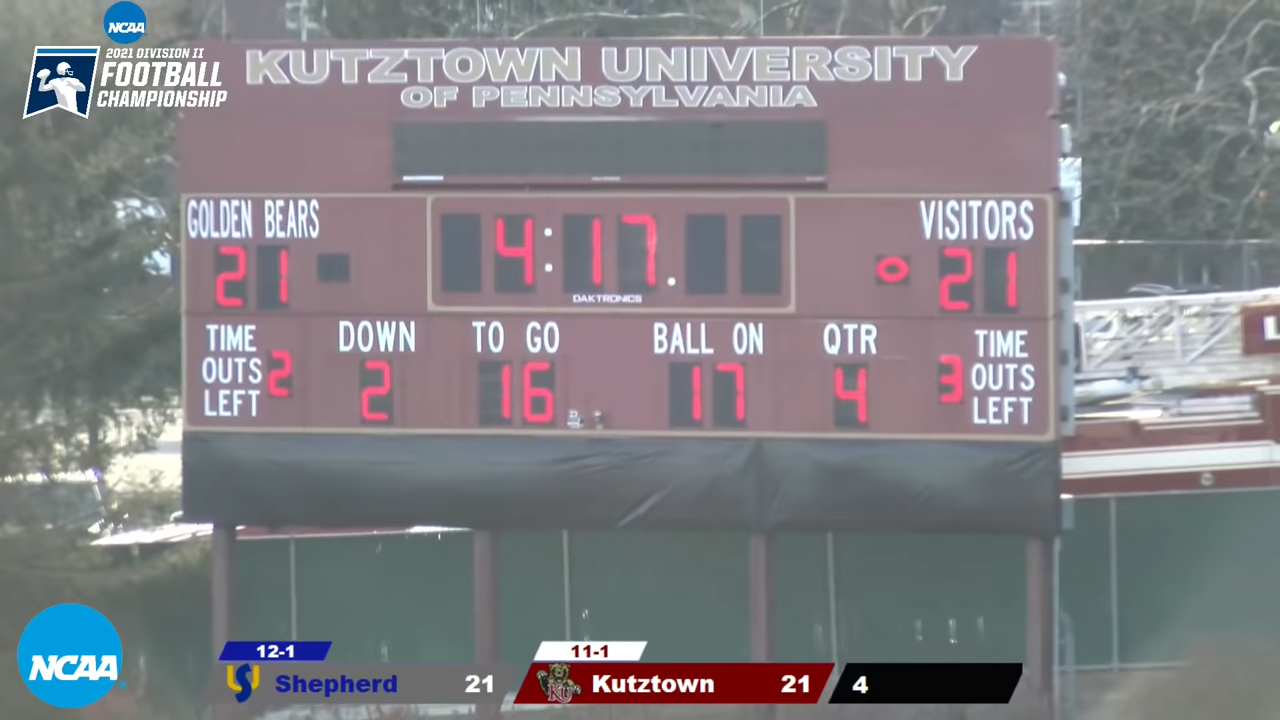 NCAA
2021 DIVISION II
FOOTBALL
CHAMPIONSHIP
KUTZTOWN UNIVERSITY
OF PENNSYLVANIA
GOLDEN BEARS
21
4:17.
DAKTRONICS
VISITORS
21
TIME
OUTS
LEFT
2
DOWN
2
TO GO
16
BALL ON
17
QTR
4
3
TIME
OUTS
LEFT
L
NCAA
12-1
Shepherd 21
11-1
KU
Kutztown 21
4